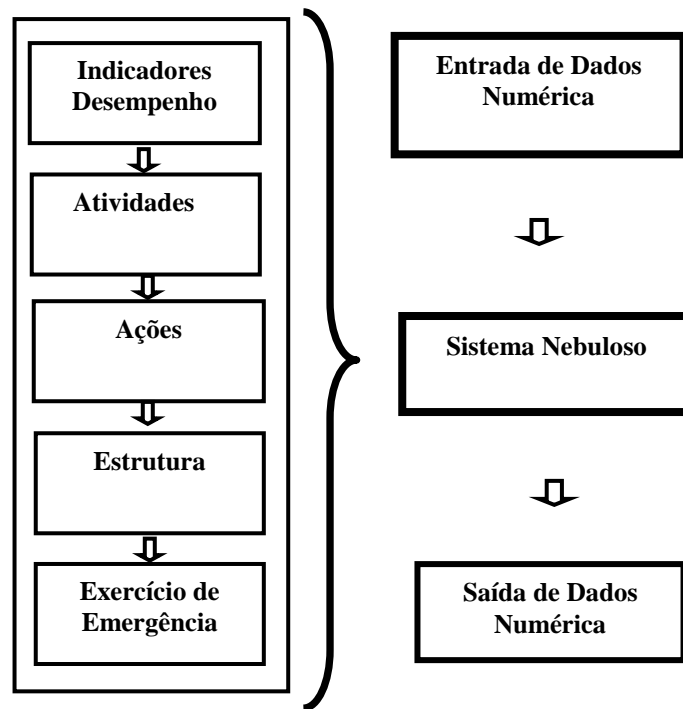 Indicadores
Desempenho
Atividades
Ações
Estrutura
Exercício de
Emergência
Entrada de Dados
Numérica
Sistema Nebuloso
Saída de Dados
Numérica